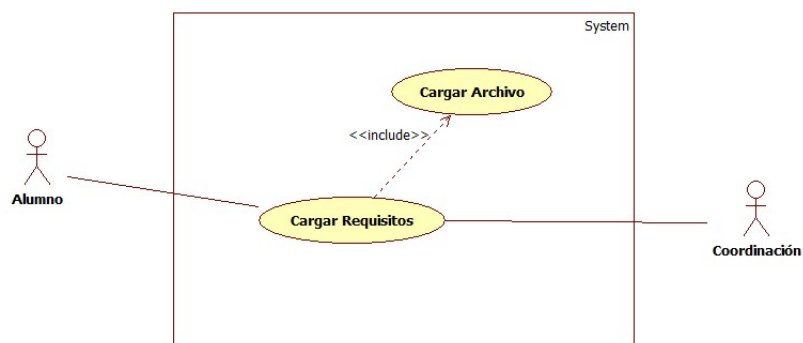 System
Cargar Archivo
<<include>>
Alumno
Cargar Requisitos
Coordinación